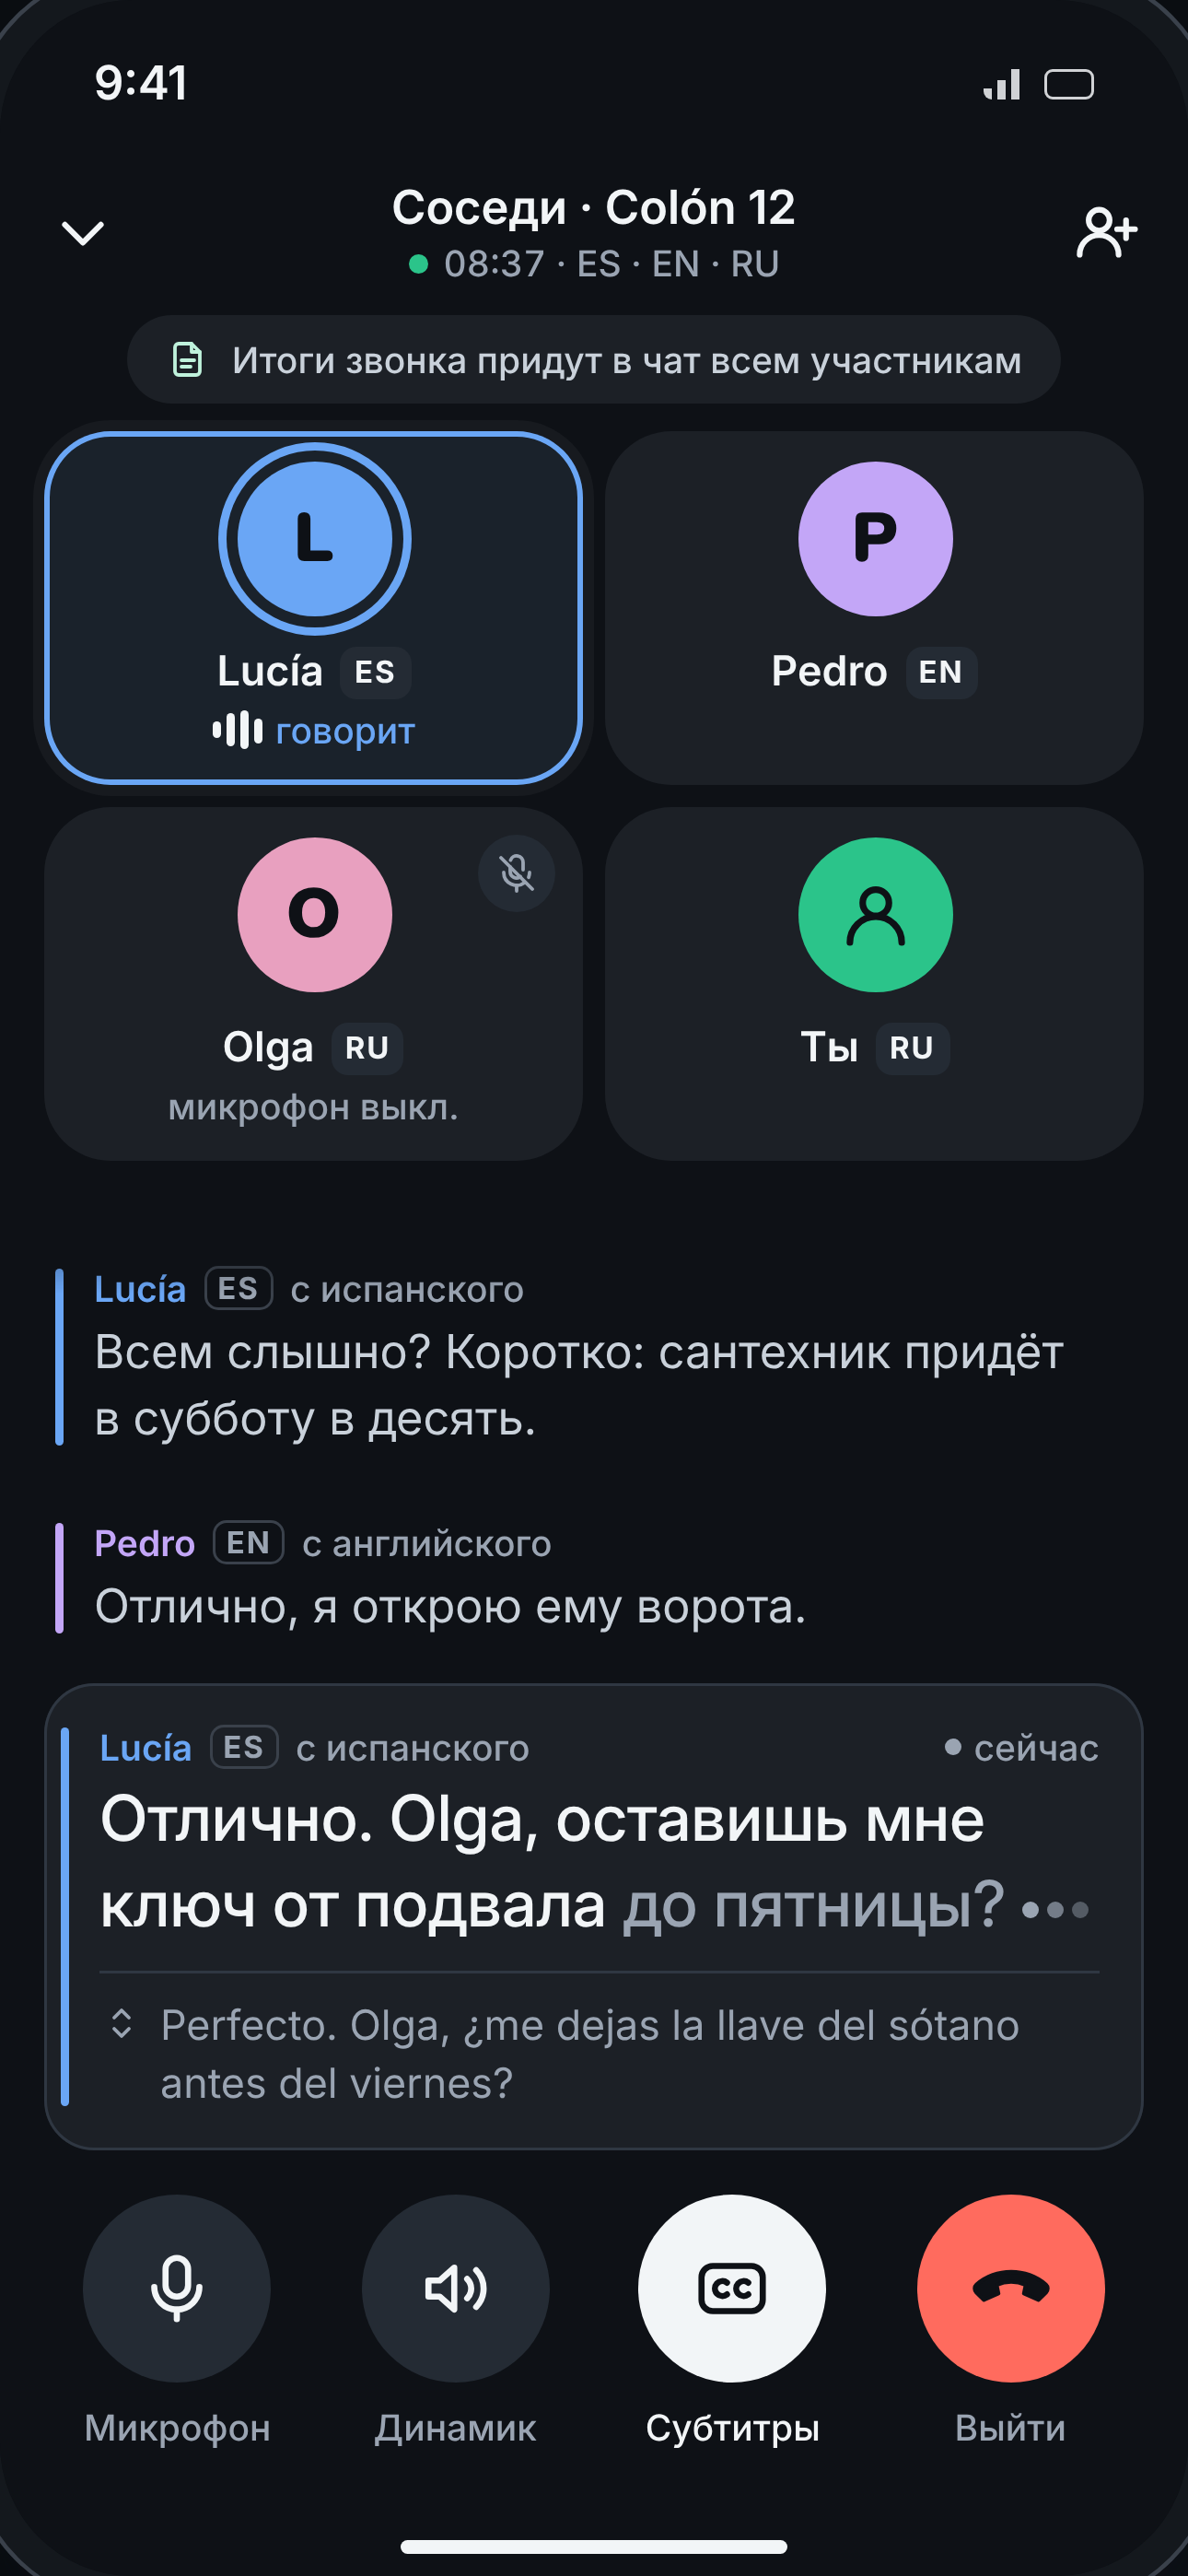 9:41
Соседи · Colón 12
08:37 · ES · EN · RU
Итоги звонка придут в чат всем участникам
L
Lucía ES
говорит
P
Pedro EN
O
Olga RU
микрофон выкл.
Ты RU
Lucía ES с испанского
Всем слышно? Коротко: сантехник придёт
в субботу в десять.
Pedro EN с английского
Отлично, я открою ему ворота.
Lucía ES с испанского
сейчас
Отлично. Olga, оставишь мне
ключ от подвала до пятницы?
Perfecto. Olga, ¿me dejas la llave del sótano
antes del viernes?
CC
Микрофон
Динамик
Субтитры
Выйти